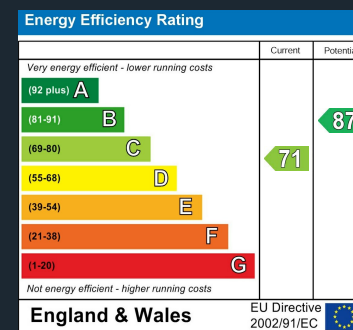 Energy Efficiency Rating
Current
Very energy efficient - lower running costs
(92 plus) A
(81-91) B
87
(69-80) C
71
(55-68) D
(39-54) E
(21-38) F
(1-20) G
Not energy efficient - higher running costs
England & Wales
EU Directive
2002/91/EC